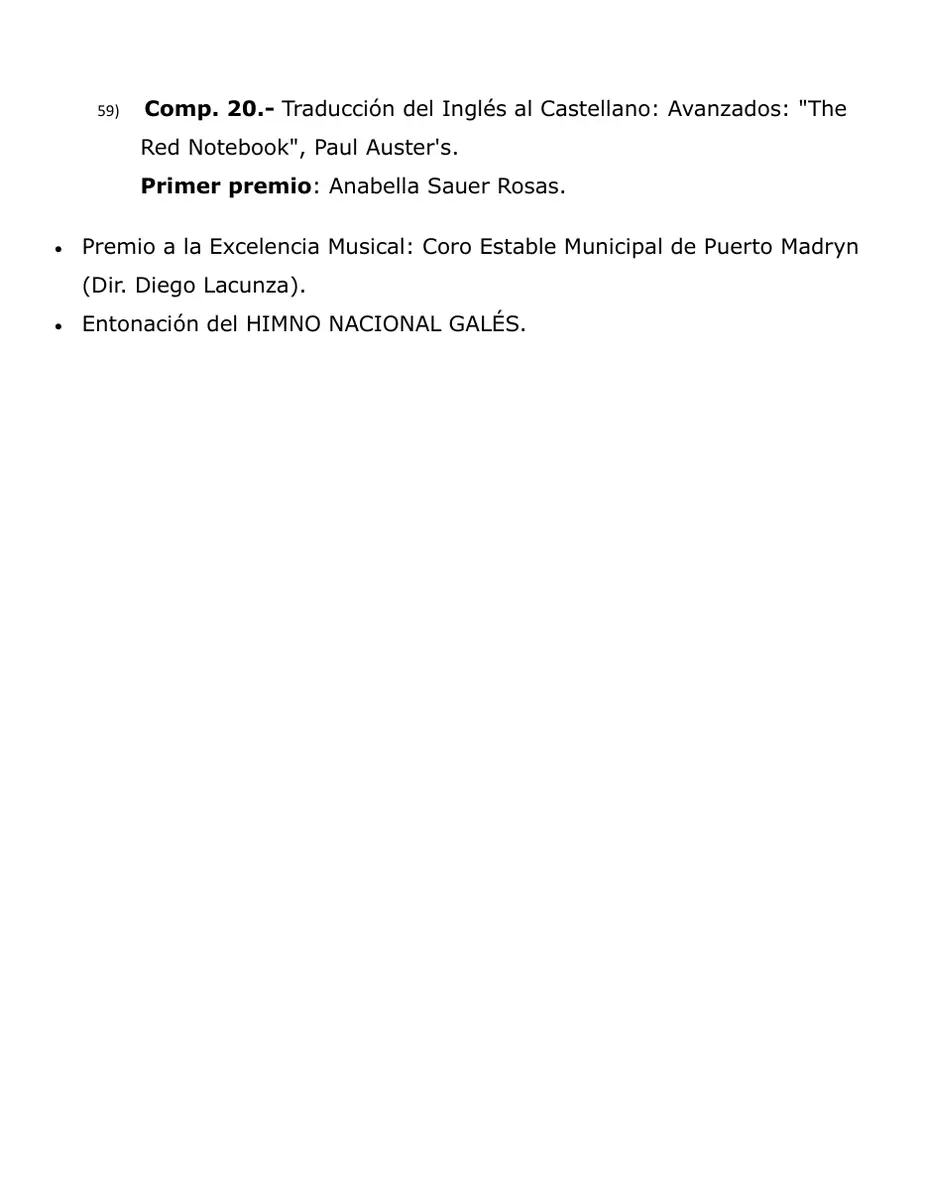 59) Comp. 20.- Traducción del Inglés al Castellano: Avanzados: "The
Red Notebook", Paul Auster's.
Primer premio: Anabella Sauer Rosas.
• Premio a la Excelencia Musical: Coro Estable Municipal de Puerto Madryn
(Dir. Diego Lacunza).
• Entonación del HIMNO NACIONAL GALÉS.